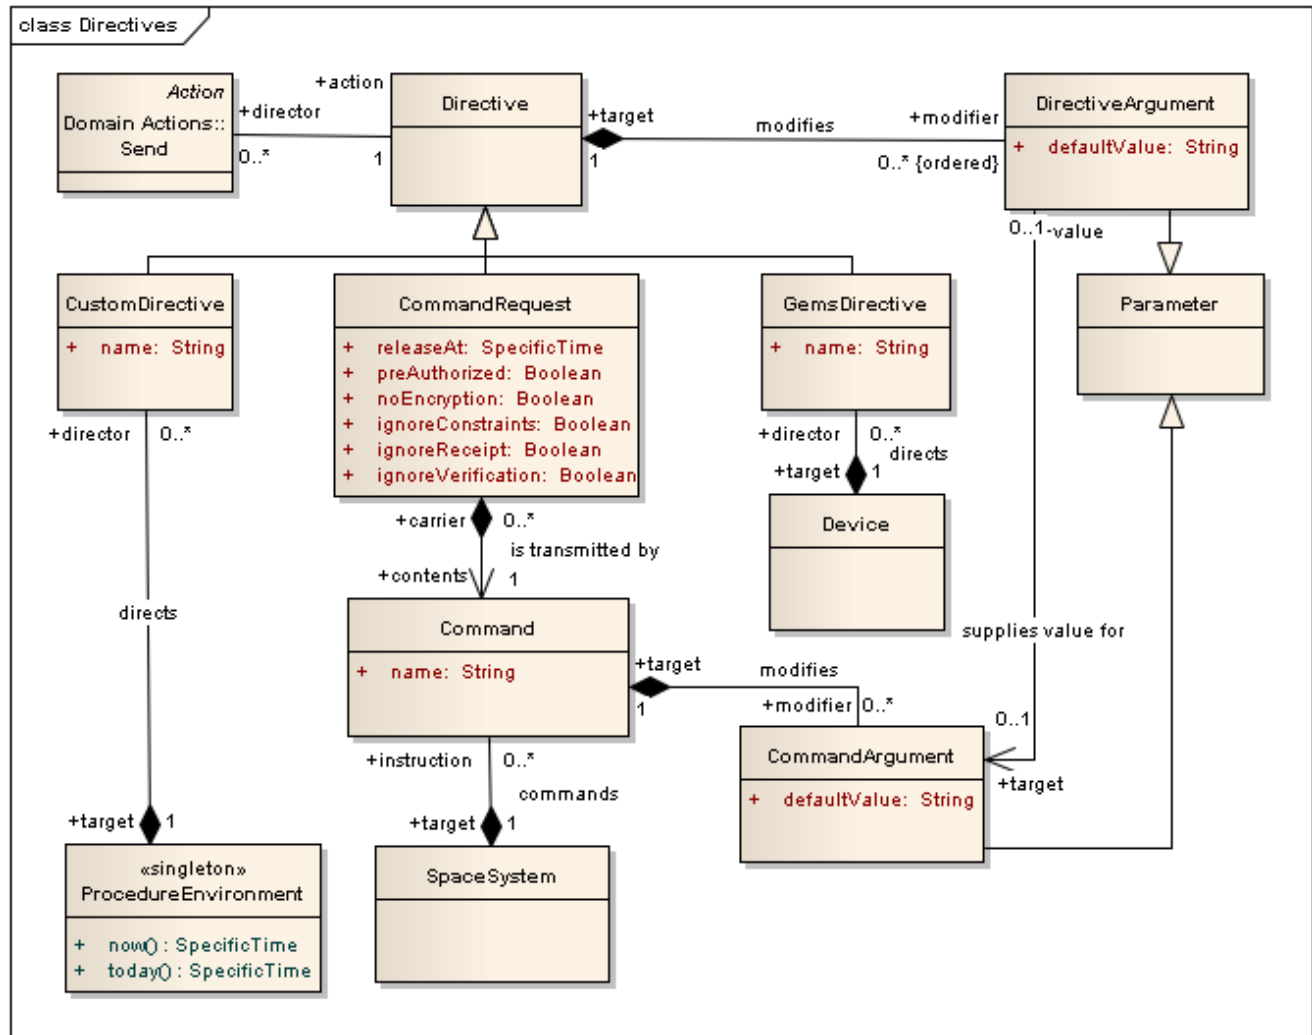 class Directives
Action
Domain Actions::
Send
+action
+director
0..*
1
Directive
+target
1
modifies
+modifier
0..* {ordered}
DirectiveArgument
+ defaultValue: String
0..1
-value
CustomDirective
+ name: String
CommandRequest
+ releaseAt: SpecificTime
+ preAuthorized: Boolean
+ noEncryption: Boolean
+ ignoreConstraints: Boolean
+ ignoreReceipt: Boolean
+ ignoreVerification: Boolean
GemsDirective
+ name: String
Parameter
+director
0..*
+director
0..*
directs
+target
1
Device
+carrier
0..*
is transmitted by
+contents
1
directs
Command
+ name: String
+target
1
modifies
+modifier
0..*
supplies value for
0..1
+target
CommandArgument
+ defaultValue: String
+instruction
0..*
commands
+target
1
SpaceSystem
+target
1
«singleton»
ProcedureEnvironment
+ now() : SpecificTime
+ today() : SpecificTime